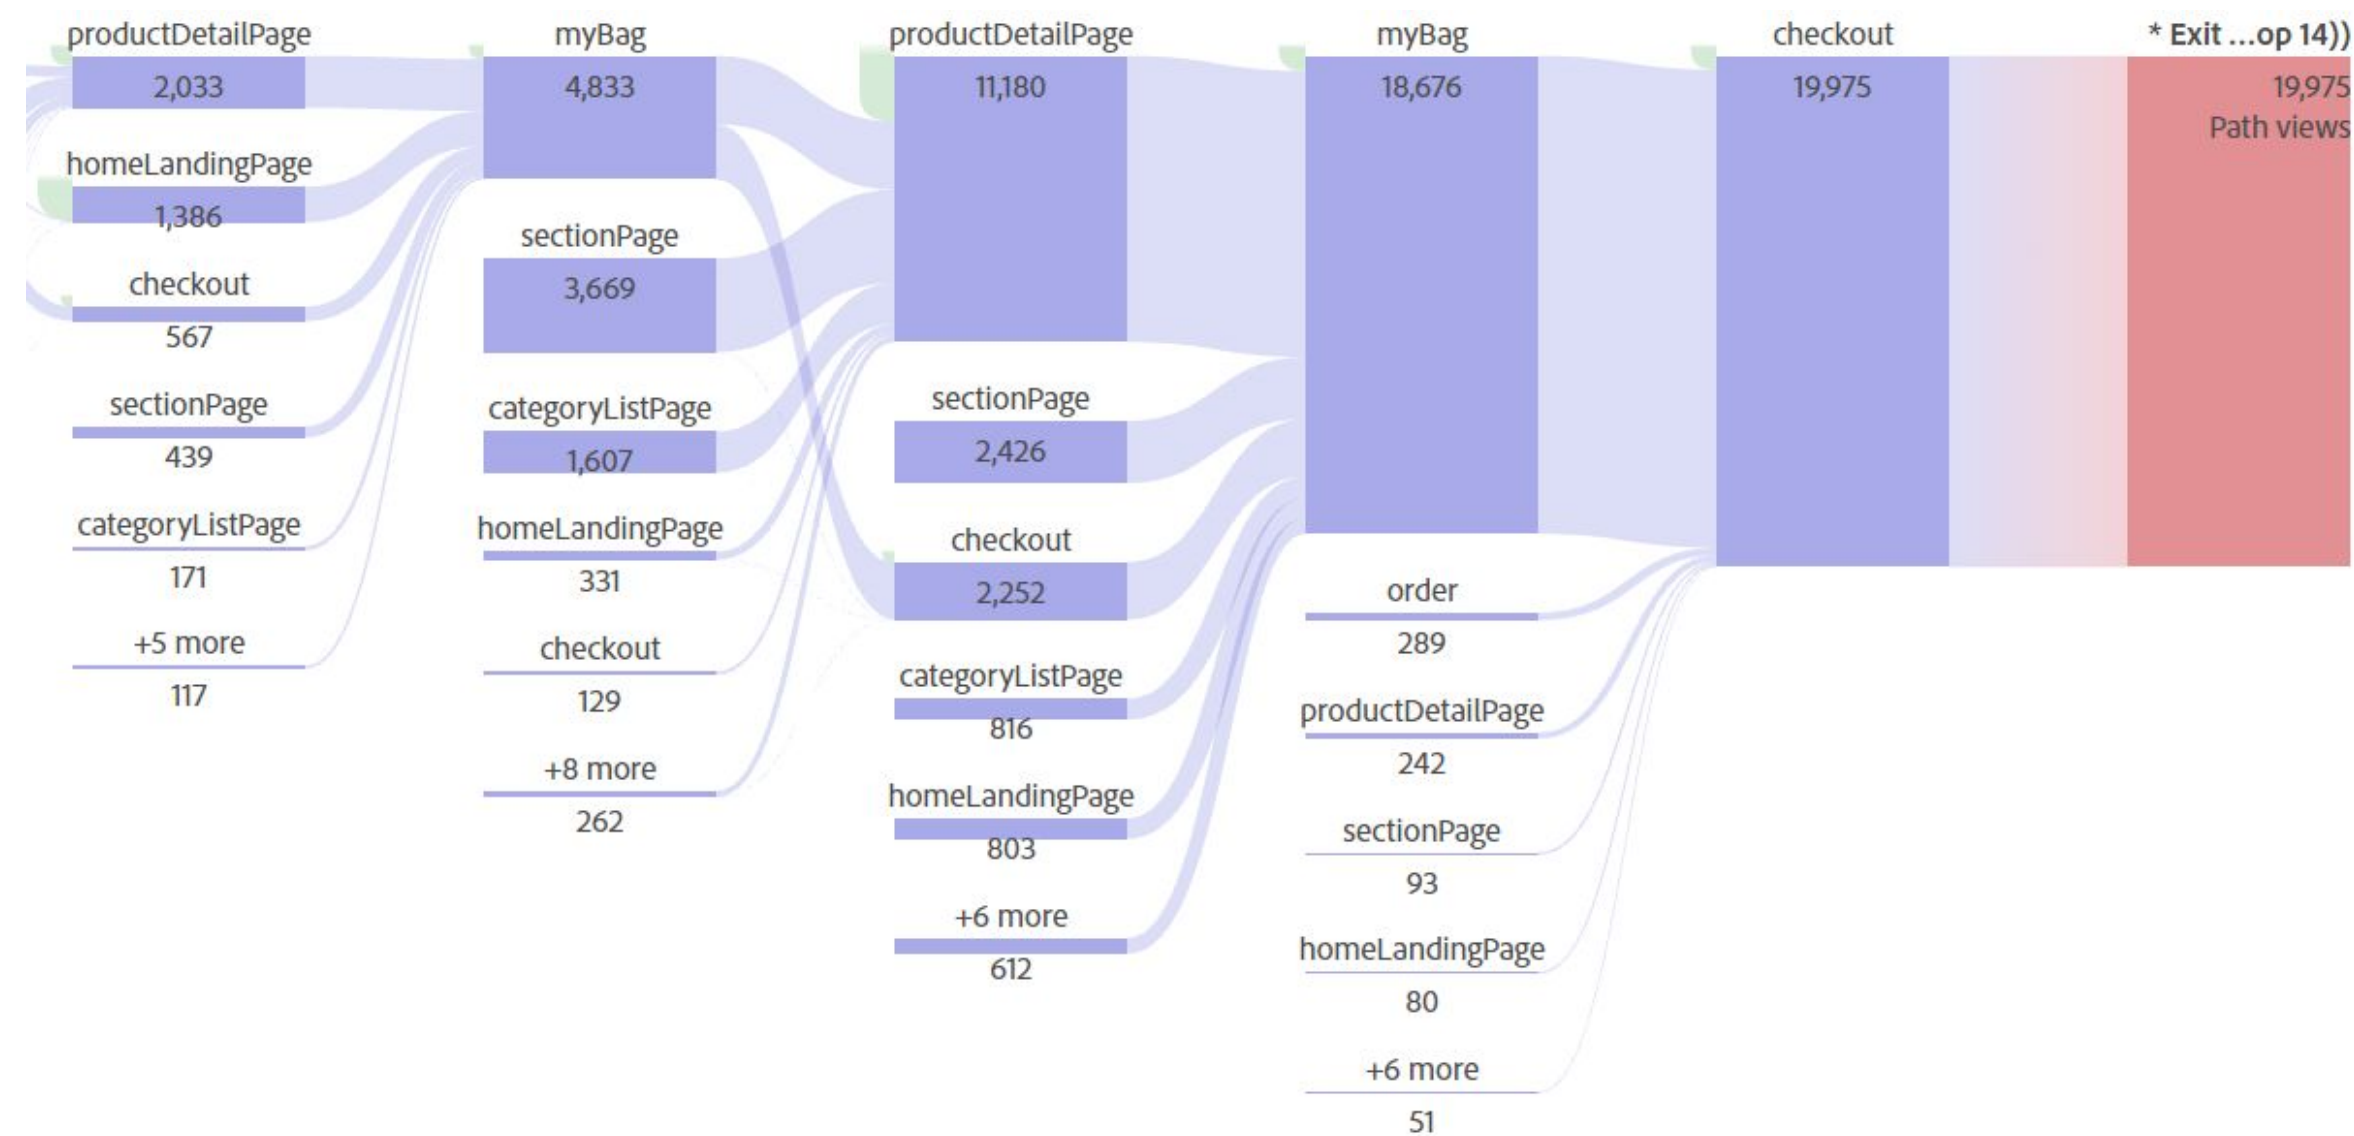 productDetailPage
2,033
homeLandingPage
1,386
checkout
567
sectionPage
439
categoryListPage
171
+5 more
117
myBag
4,833
sectionPage
3,669
categoryListPage
1,607
homeLandingPage
331
checkout
129
+8 more
262
productDetailPage
11,180
sectionPage
2,426
checkout
2,252
categoryListPage
816
homeLandingPage
803
+6 more
612
myBag
18,676
order
289
productDetailPage
242
sectionPage
93
homeLandingPage
80
+6 more
51
checkout
19,975
* Exit ...op 14))
19,975
Path views